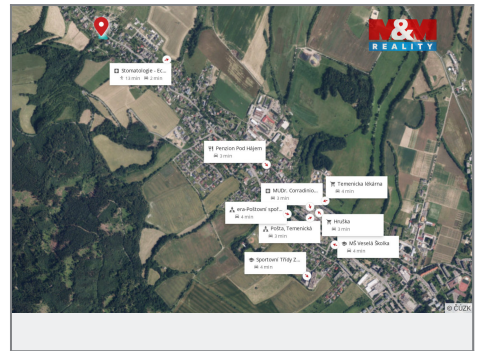 M&M
REALITY
Stomatologie - Ec...
13 min 2 min
Penzion Pod Hájem
3 min
MUDr. Corradinio...
3 min
Temenická lékárna
4 min
era-Poštovní spoř...
4 min
Hruška
3 min
Pošta, Temenická
3 min
MŠ Veselá Školka
4 min
Sportovní Třídy Z...
4 min
© ČÚZK